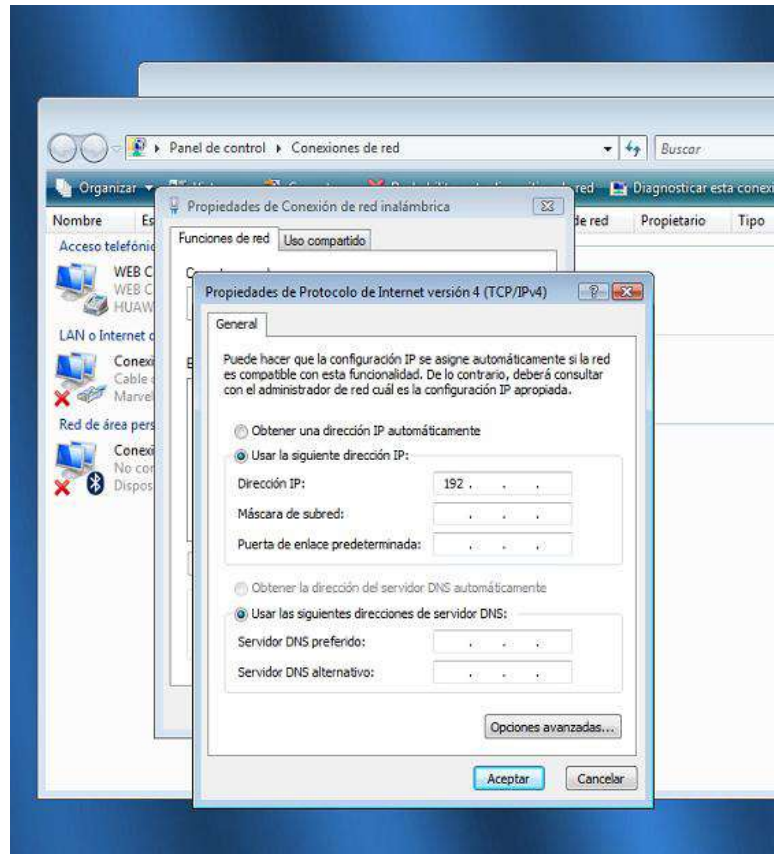 Panel de control Conexiones de red
Buscar
Organizar
red Diagnosticar esta conexi
Nombre Es de red Propietario Tipo
Propiedades de Conexión de red inalámbrica
Funciones de red Uso compartido
Acceso telefónic
WEB C
WEB C
HUAW
LAN o Internet d
Conexi
Cable d
Marvel
Red de área pers
Conexi
No con
Dispos
Propiedades de Protocolo de Internet versión 4 (TCP/IPv4)
General
Puede hacer que la configuración IP se asigne automáticamente si la red
es compatible con esta funcionalidad. De lo contrario, deberá consultar
con el administrador de red cuál es la configuración IP apropiada.
Obtener una dirección IP automáticamente
Usar la siguiente dirección IP:
Dirección IP: 192 . . .
Máscara de subred: . . .
Puerta de enlace predeterminada: . . .
Obtener la dirección del servidor DNS automáticamente
Usar las siguientes direcciones de servidor DNS:
Servidor DNS preferido: . . .
Servidor DNS alternativo: . . .
Opciones avanzadas...
Aceptar Cancelar